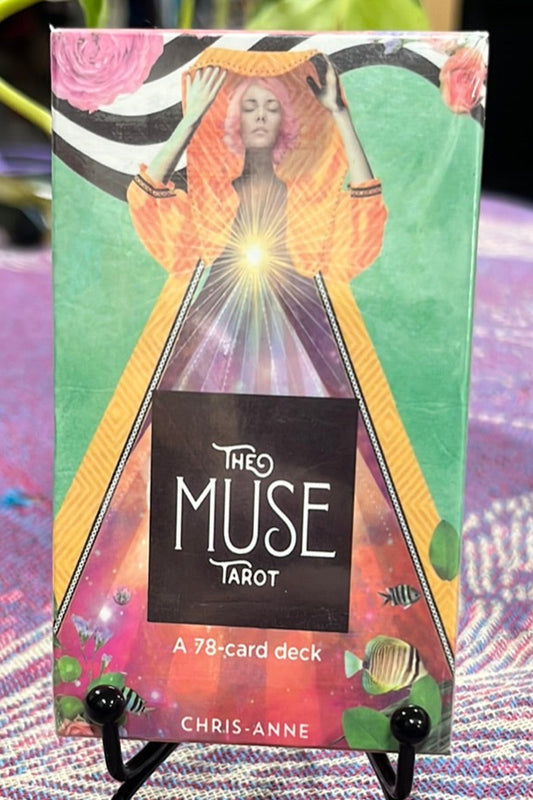 THE
MUSE
TAROT
A 78-card deck
CHRIS-ANNE